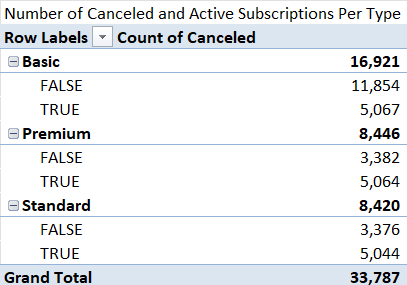 Number of Canceled and Active Subscriptions Per Type
Row Labels Count of Canceled
Basic 16,921
FALSE 11,854
TRUE 5,067
Premium 8,446
FALSE 3,382
TRUE 5,064
Standard 8,420
FALSE 3,376
TRUE 5,044
Grand Total 33,787